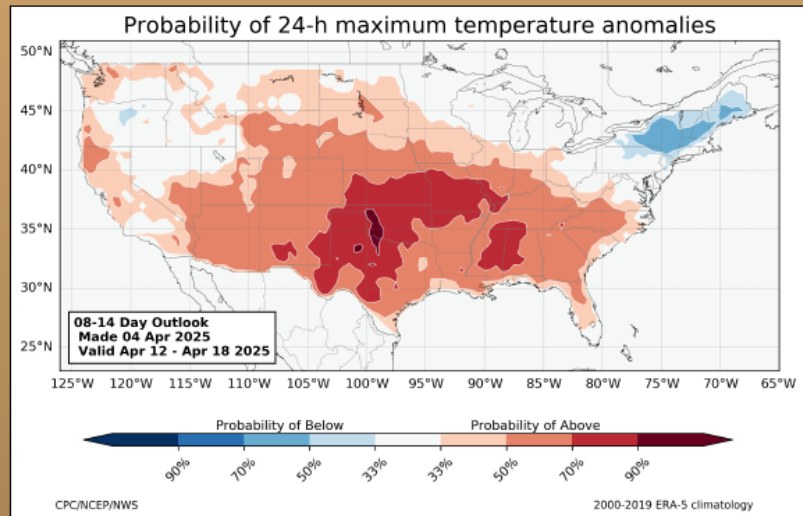 Probability of 24-h maximum temperature anomalies
50°N
45°N
40°N
35°N
30°N
25°N
08-14 Day Outlook
Made 04 Apr 2025
Valid Apr 12 - Apr 18 2025
125°W 120°W 115°W 110°W 105°W 100°W 95°W 90°W 85°W 80°W 75°W 70°W 65°W
Probability of Below Probability of Above
90% 70% 50% 33% 33% 50% 70% 90%
CPC/NCEP/NWS 2000-2019 ERA-5 climatology